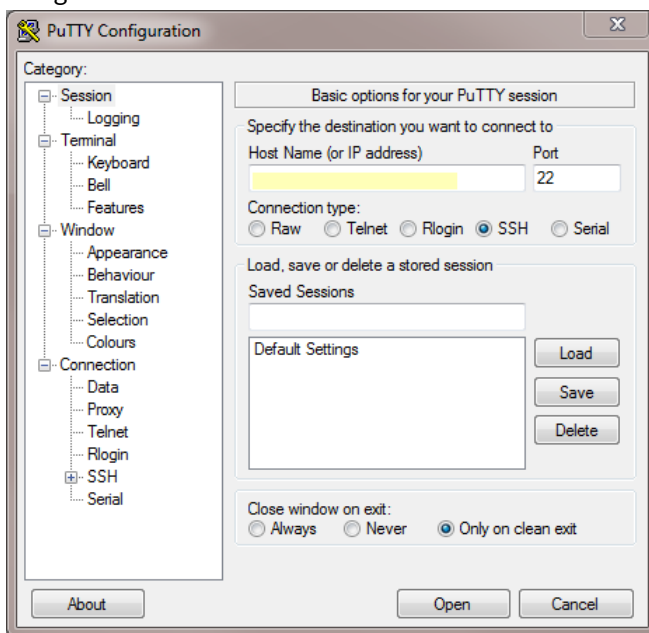 PuTTY Configuration
Category:
Session
Logging
Terminal
Keyboard
Bell
Features
Window
Appearance
Behaviour
Translation
Selection
Colours
Connection
Data
Proxy
Telnet
Rlogin
SSH
Serial
Basic options for your PuTTY session
Specify the destination you want to connect to
Host Name (or IP address) Port
22
Connection type:
Raw Telnet Rlogin SSH Serial
Load, save or delete a stored session
Saved Sessions
Default Settings
Load
Save
Delete
Close window on exit:
Always Never Only on clean exit
About Open Cancel